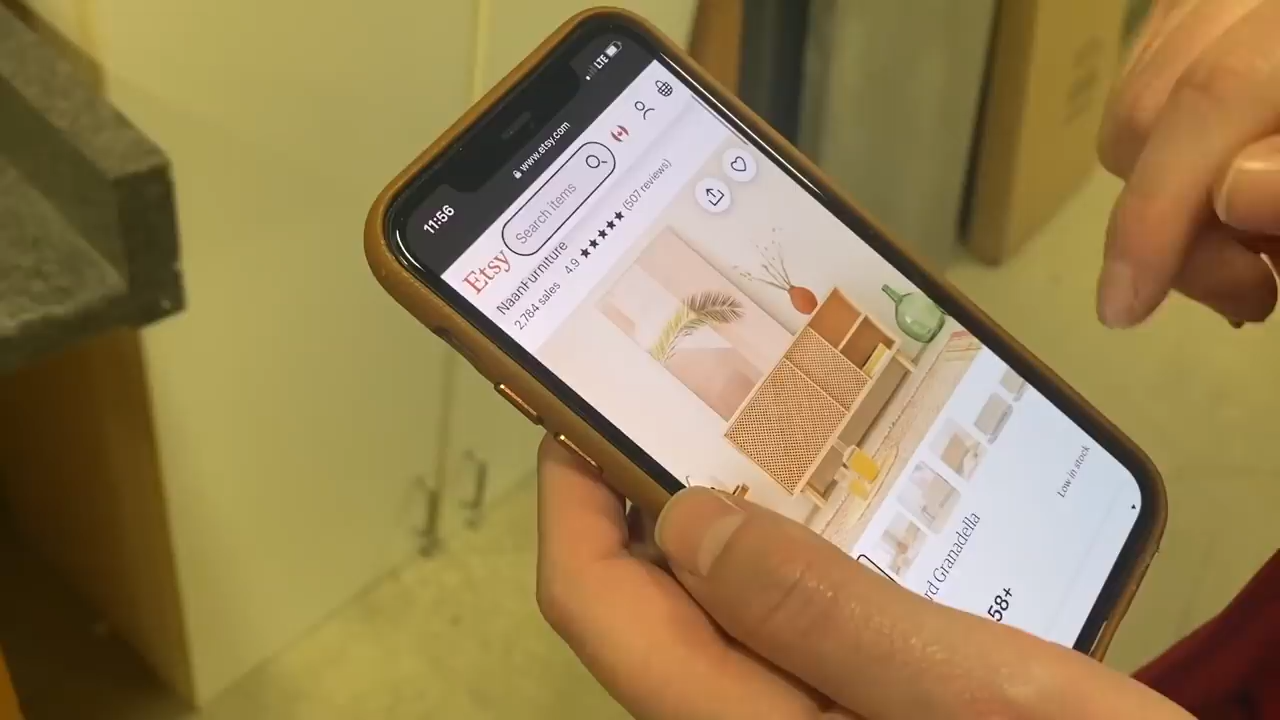 LTE
11:56
www.etsy.com
Etsy
Search items
NaanFurniture
2,784 sales
4.9 ★★★★★ (507 reviews)
rd Granadella
58+
Low in stock